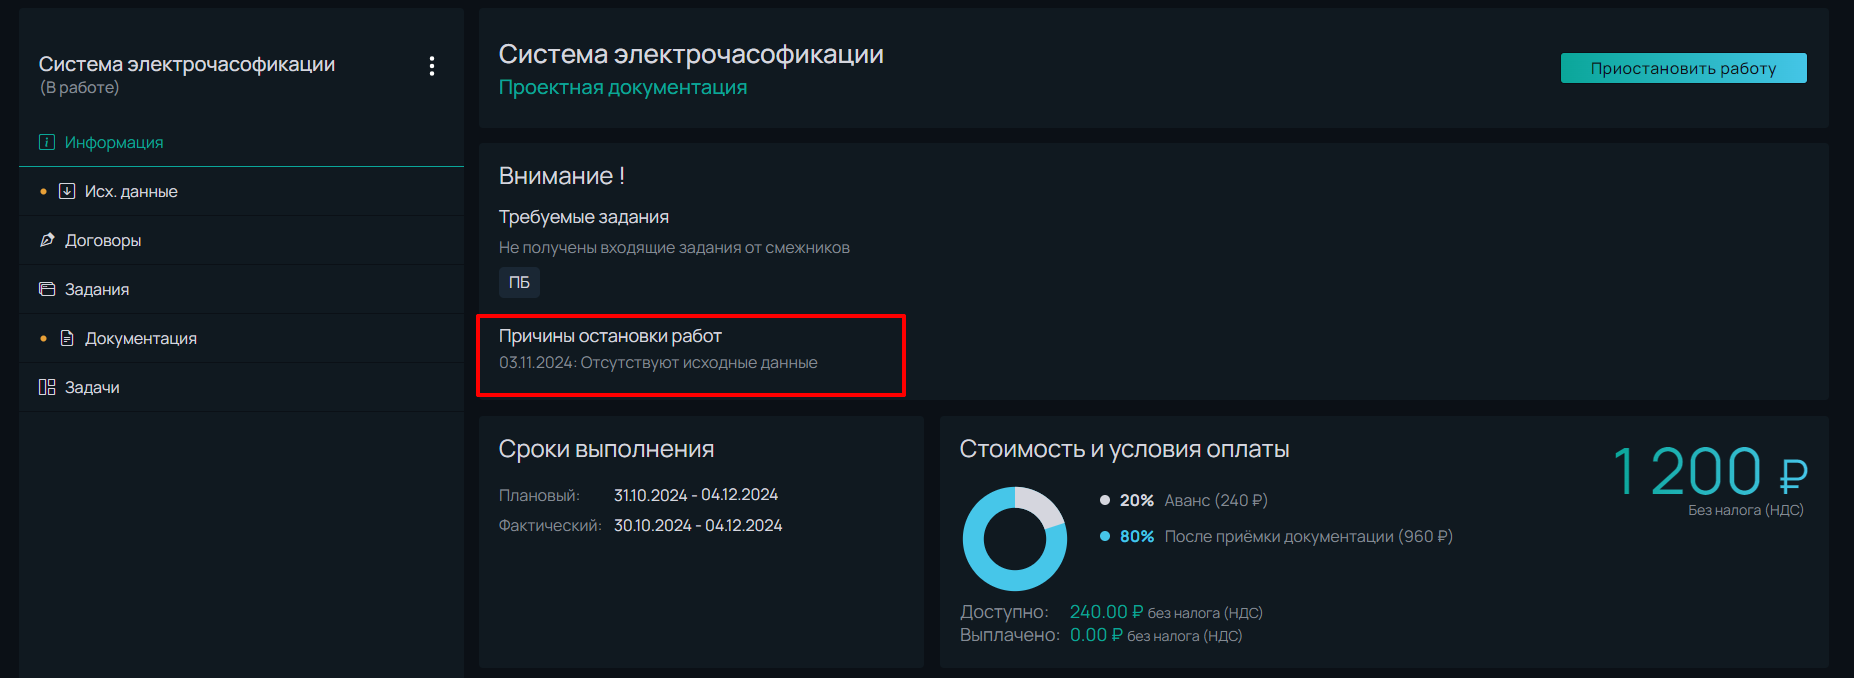 Система электрочасофикации
(В работе)
Информация
Исх. данные
Договоры
Задания
Документация
Задачи
Система электрочасофикации
Проектная документация
Приостановить работу
Внимание !
Требуемые задания
Не получены входящие задания от смежников
ПБ
Причины остановки работ
03.11.2024: Отсутствуют исходные данные
Сроки выполнения
Плановый: 31.10.2024 - 04.12.2024
Фактический: 30.10.2024 - 04.12.2024
Стоимость и условия оплаты
1 200 ₽
Без налога (НДС)
20% Аванс (240 ₽)
80% После приёмки документации (960 ₽)
Доступно: 240.00 ₽ без налога (НДС)
Выплачено: 0.00 ₽ без налога (НДС)